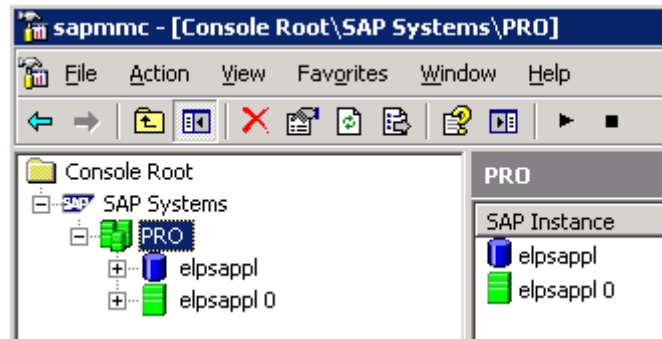 sapmmc - [Console Root\SAP Systems\PRO]
File Action View Favorites Window Help
Console Root
PRO
SAP SAP Systems
SAP Instance
PRO
elpsappl
elpsappl
elpsappl 0
elpsappl 0